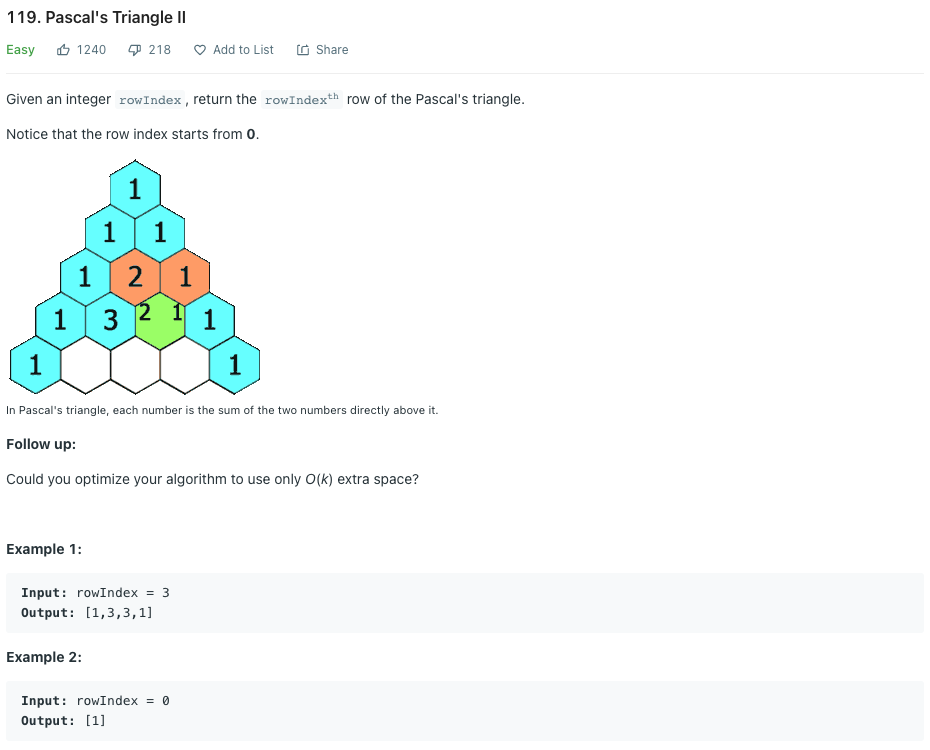 119. Pascal's Triangle II
Easy 1240 218 Add to List Share
Given an integer rowIndex, return the rowIndexth row of the Pascal's triangle.
Notice that the row index starts from 0.
1
1 1
1 2 1
1 3 2 1 1
1 1
In Pascal's triangle, each number is the sum of the two numbers directly above it.
Follow up:
Could you optimize your algorithm to use only O(k) extra space?
Example 1:
Input: rowIndex = 3
Output: [1,3,3,1]
Example 2:
Input: rowIndex = 0
Output: [1]